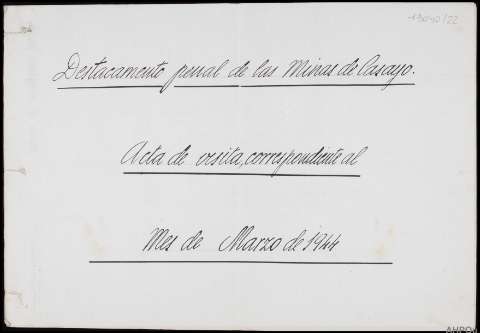 Destacamento penal de las Minas de Casayo.
Acta de visita, correspondiente al
Mes de Marzo de 1944